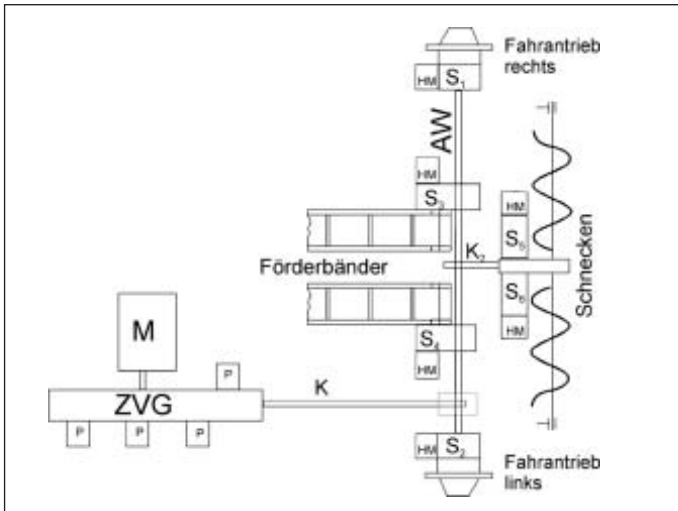 Fahrantrieb
rechts
HM S₁
AW
HM
S₃
HM
K₂
S₅
Förderbänder
S₆
Schnecken
HM
M
S₄
HM
P
K
ZVG
P P P
HM S₂
Fahrantrieb
links